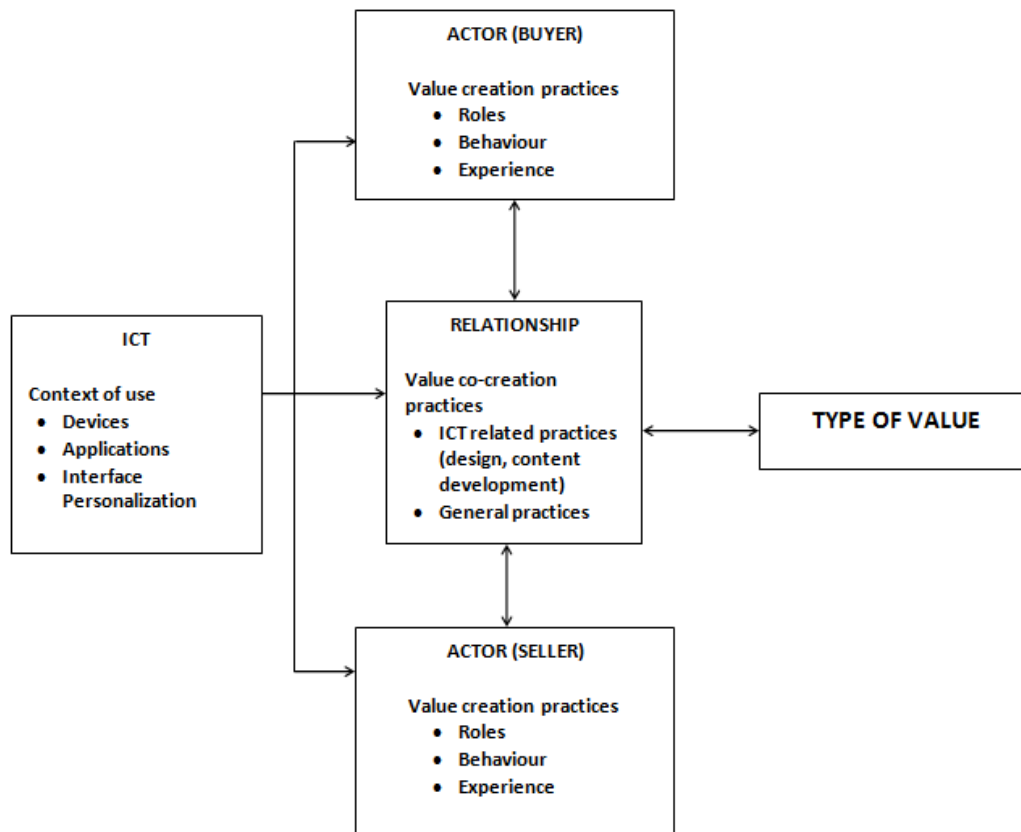 ACTOR (BUYER)
Value creation practices
• Roles
• Behaviour
• Experience
ICT
Context of use
• Devices
• Applications
• Interface
Personalization
RELATIONSHIP
Value co-creation
practices
• ICT related practices
(design, content
development)
• General practices
TYPE OF VALUE
ACTOR (SELLER)
Value creation practices
• Roles
• Behaviour
• Experience